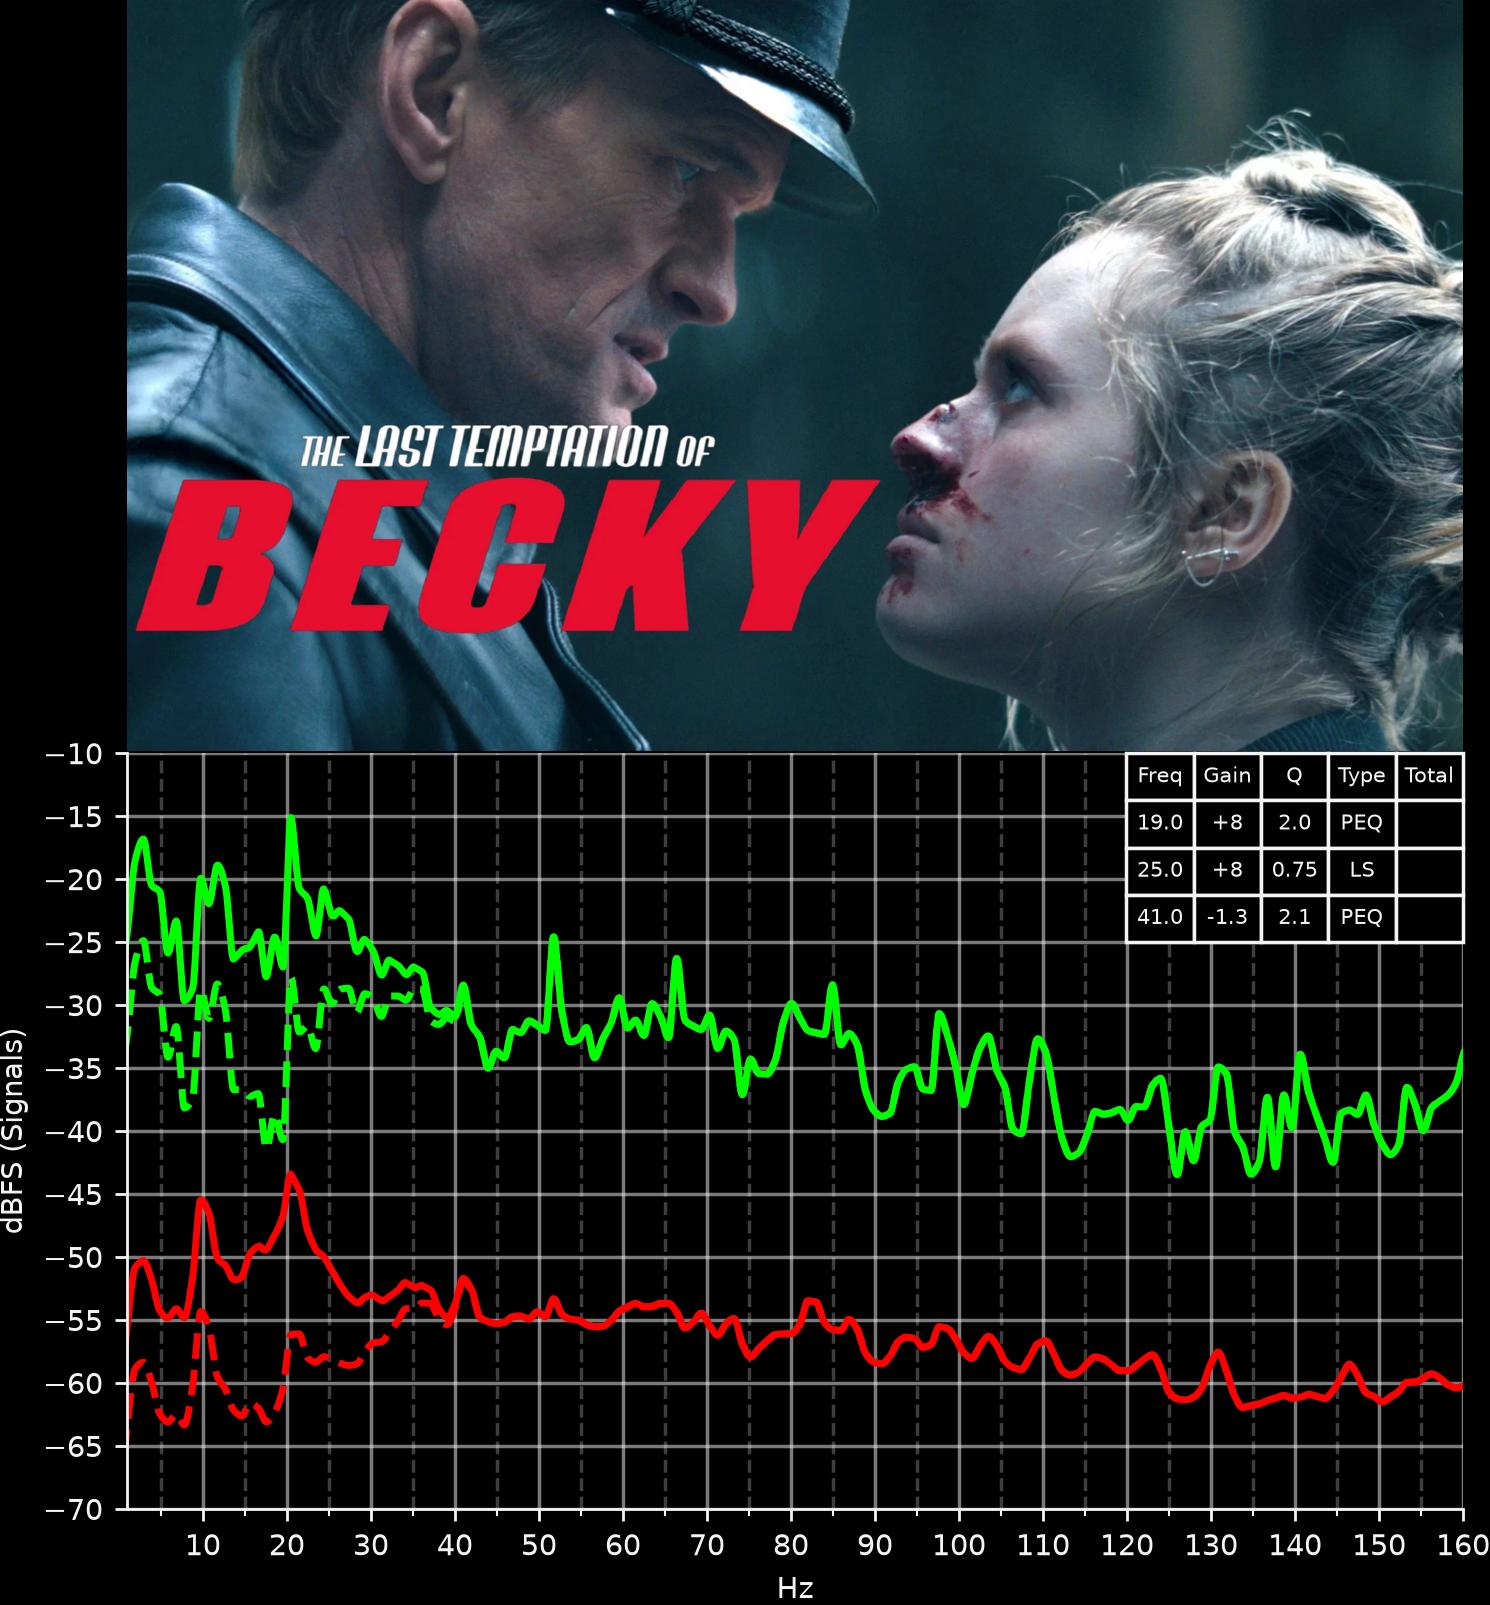 THE LAST TEMPTATION OF
BECKY
Freq Gain Q Type Total
19.0 +8 2.0 PEQ
25.0 +8 0.75 LS
41.0 -1.3 2.1 PEQ
−10
−15
−20
−25
−30
−35
−40
−45
−50
−55
−60
−65
−70
dBFS (Signals)
10 20 30 40 50 60 70 80 90 100 110 120 130 140 150 160
Hz